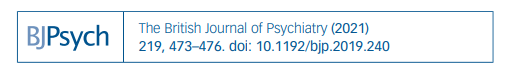 BJPsych
The British Journal of Psychiatry (2021)
219, 473–476. doi: 10.1192/bjp.2019.240